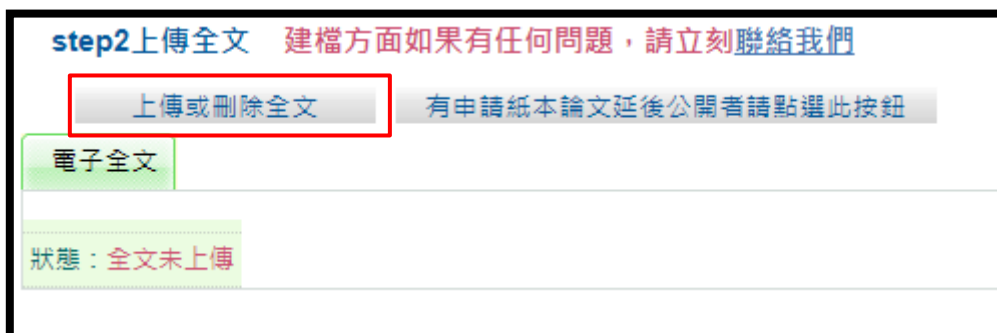 step2上傳全文 建檔方面如果有任何問題，請立刻聯絡我們
上傳或刪除全文 有申請紙本論文延後公開者請點選此按鈕
電子全文
狀態：全文未上傳